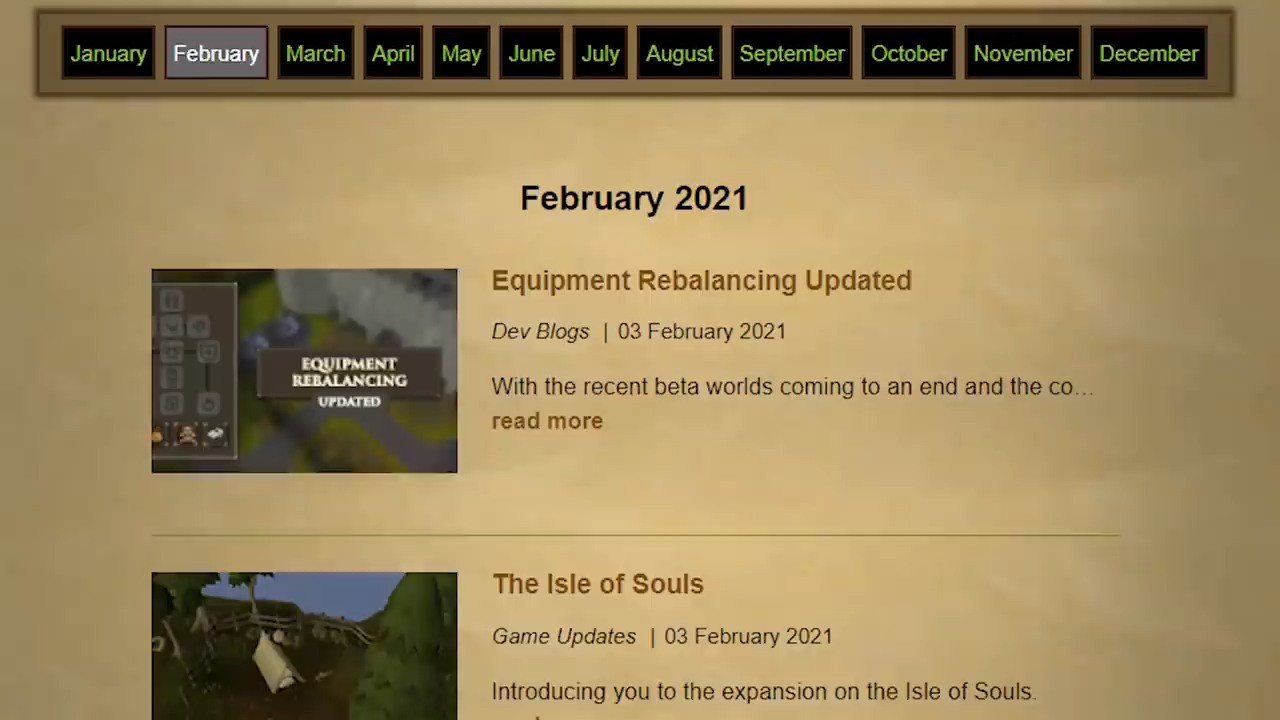 January February March April May June July August September October November December
February 2021
EQUIPMENT
REBALANCING
UPDATED
Equipment Rebalancing Updated
Dev Blogs | 03 February 2021
With the recent beta worlds coming to an end and the co...
read more
The Isle of Souls
Game Updates | 03 February 2021
Introducing you to the expansion on the Isle of Souls.